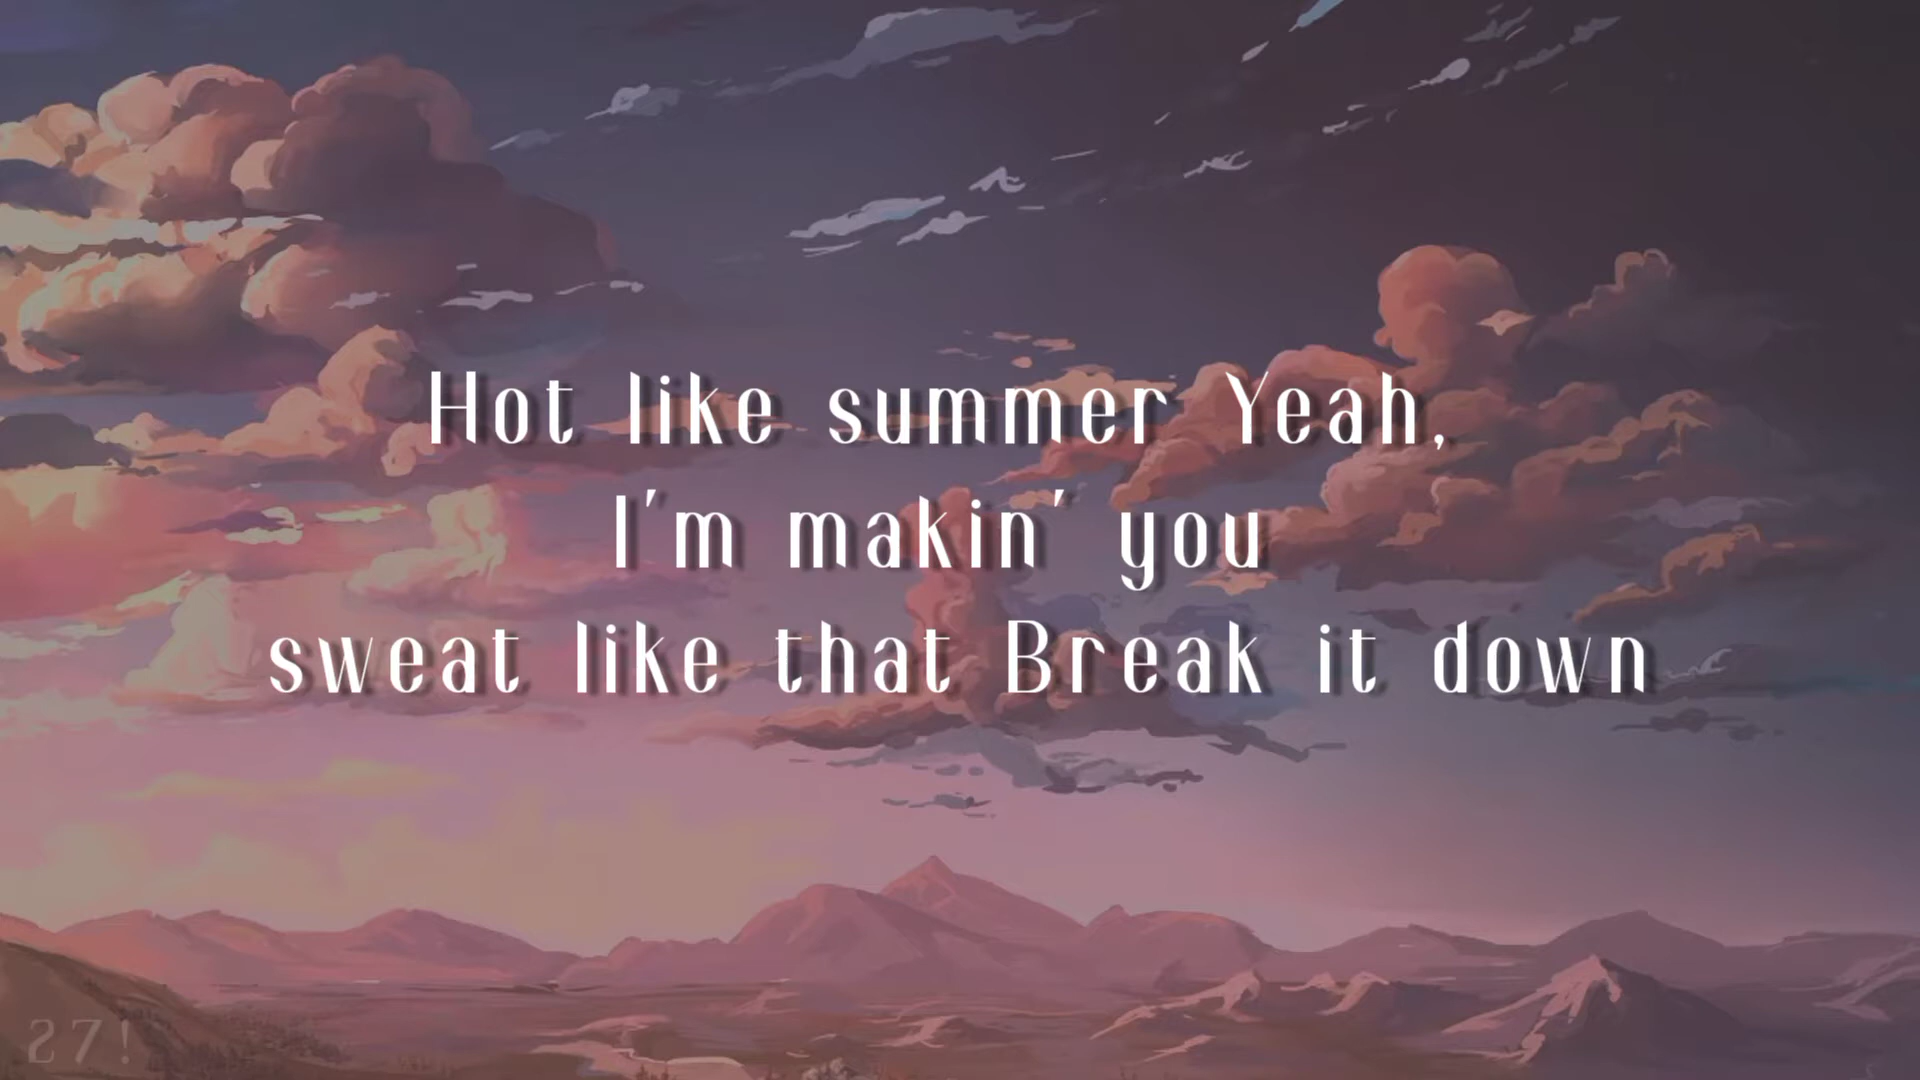 Hot like summer Yeah,
I'm makin' you
sweat like that Break it down
27!